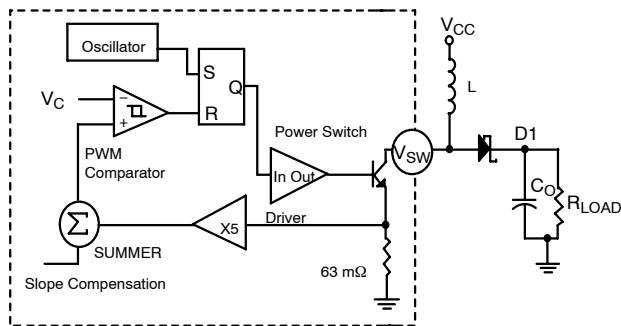 Oscillator
S
Q
R
V_C
−
+
PWM
Comparator
Power Switch
In Out
Driver
X5
Σ
SUMMER
Slope Compensation
63 mΩ
V_SW
V_CC
L
D1
C_O
R_LOAD